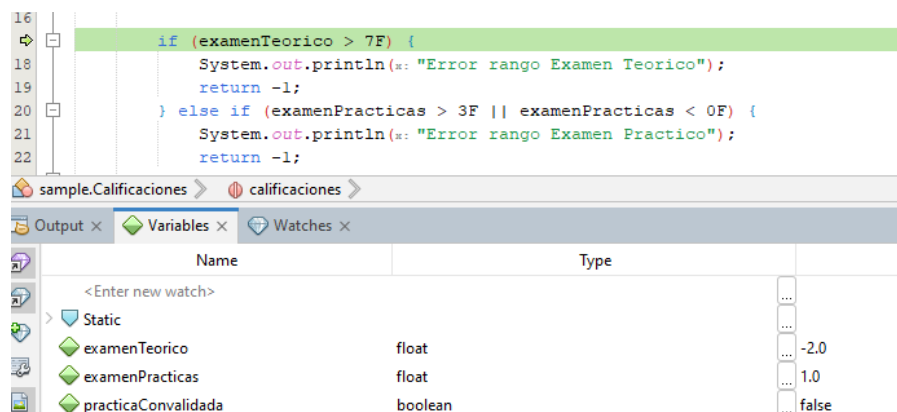 16
if (examenTeorico > 7F) {
18 System.out.println(x: "Error rango Examen Teorico");
19 return -1;
20 } else if (examenPracticas > 3F || examenPracticas < 0F) {
21 System.out.println(x: "Error rango Examen Practico");
22 return -1;
sample.Calificaciones calificaciones
Output Variables Watches
Name Type
<Enter new watch> ...
Static ...
examenTeorico float ... -2.0
examenPracticas float ... 1.0
practicaConvalidada boolean ... false